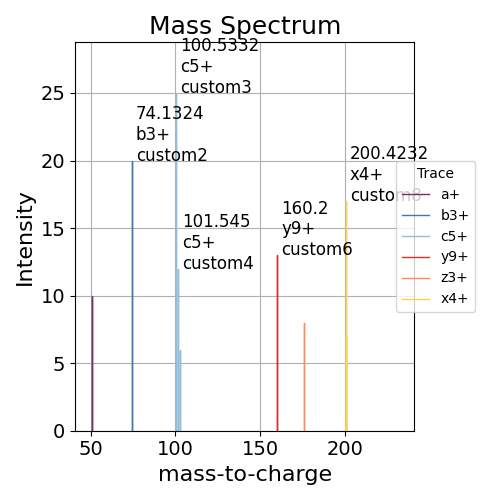 Mass Spectrum
100.5332
c5+
custom3
74.1324
b3+
custom2
200.4232
x4+
custom8
160.2
y9+
custom6
101.545
c5+
custom4
Trace
a+
b3+
c5+
y9+
z3+
x4+
Intensity
25
20
15
10
5
0
50
100
150
200
mass-to-charge